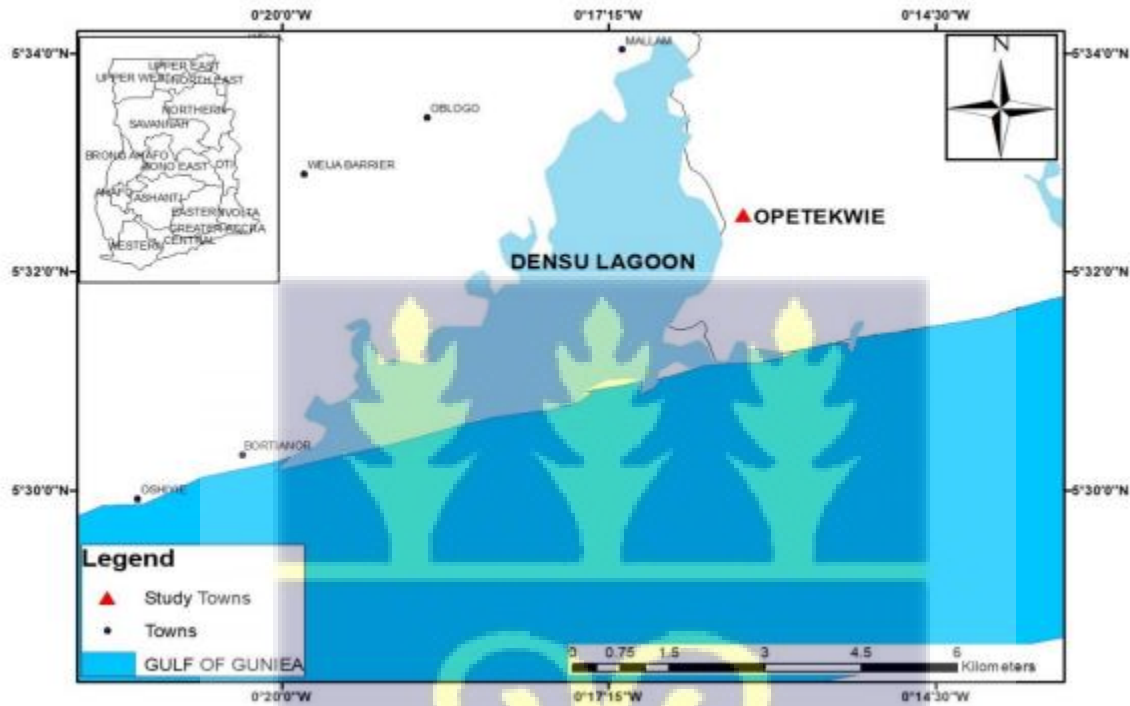 0°20'0"W 0°17'15"W 0°14'30"W
5°34'0"N 5°34'0"N
MALLAM
N
UPPER EAST
NORTH EAST
NORTHERN
SAVANNAH
BRONG AHAFO
BONO EAST
OTI
AHAFO
ASHANTI
EASTERN
VOLTA
GREATER ACCRA
CENTRAL
WESTERN
OBLOGO
WEIJA BARRIER
OPETEKWIE
DENSU LAGOON
5°32'0"N 5°32'0"N
BORTIANOR
5°30'0"N 5°30'0"N
Legend
Study Towns
Towns
GULF OF GUNIEA
0 0.75 1.5 3 4.5 6
Kilometers
0°20'0"W 0°17'15"W 0°14'30"W